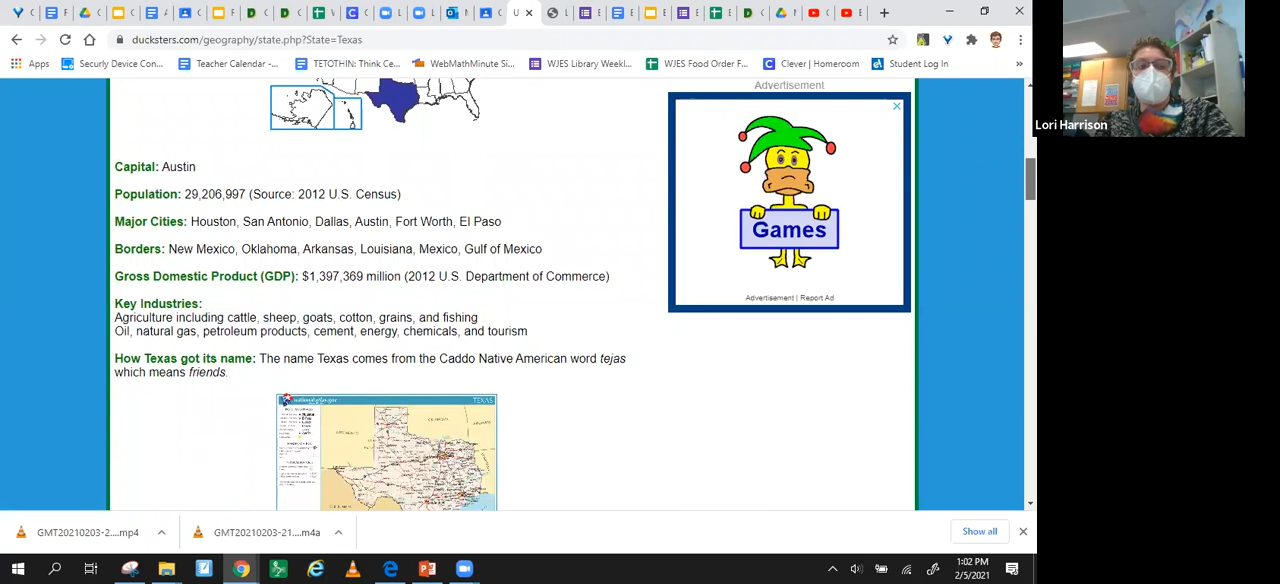 ducksters.com/geography/state.php?State=Texas
Apps
Securly Device Con...
Teacher Calendar -...
TETOTHIN: Think Ce...
WebMathMinute Si...
WJES Library Weekl...
WJES Food Order F...
Clever | Homeroom
Student Log In
Lori Harrison
Advertisement
Games
Advertisement | Report Ad
Capital: Austin
Population: 29,206,997 (Source: 2012 U.S. Census)
Major Cities: Houston, San Antonio, Dallas, Austin, Fort Worth, El Paso
Borders: New Mexico, Oklahoma, Arkansas, Louisiana, Mexico, Gulf of Mexico
Gross Domestic Product (GDP): $1,397,369 million (2012 U.S. Department of Commerce)
Key Industries:
Agriculture including cattle, sheep, goats, cotton, grains, and fishing
Oil, natural gas, petroleum products, cement, energy, chemicals, and tourism
How Texas got its name: The name Texas comes from the Caddo Native American word tejas
which means friends.
TEXAS
GMT20210203-2....mp4
GMT20210203-21....m4a
Show all
1:02 PM
2/5/2021